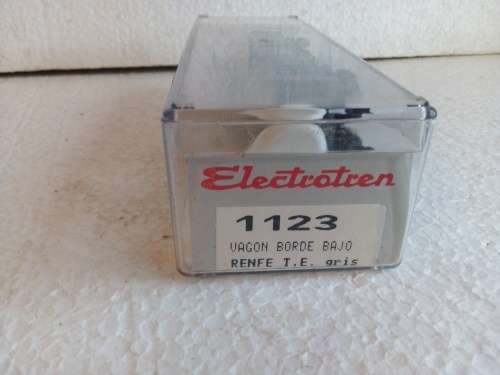 Electrotren
1123
VAGON BORDE BAJO
RENFE T.E. gris